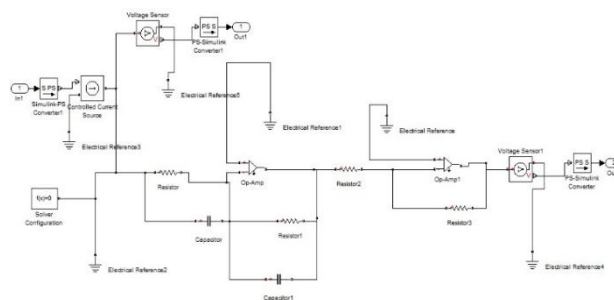 Voltage Sensor
PS S
PS-Simulink
Converter1
1
Out1
1
In1
S PS
Simulink-PS
Converter1
Controlled Current
Source
Electrical Reference5
Electrical Reference3
Electrical Reference1
Electrical Reference
Voltage Sensor1
PS S
PS-Simulink
Converter
Resistor
Op-Amp
Resistor2
Op-Amp1
f(x)=0
Solver
Configuration
Capacitor
Resistor1
Resistor3
Electrical Reference2
Capacitor1
Electrical Reference4